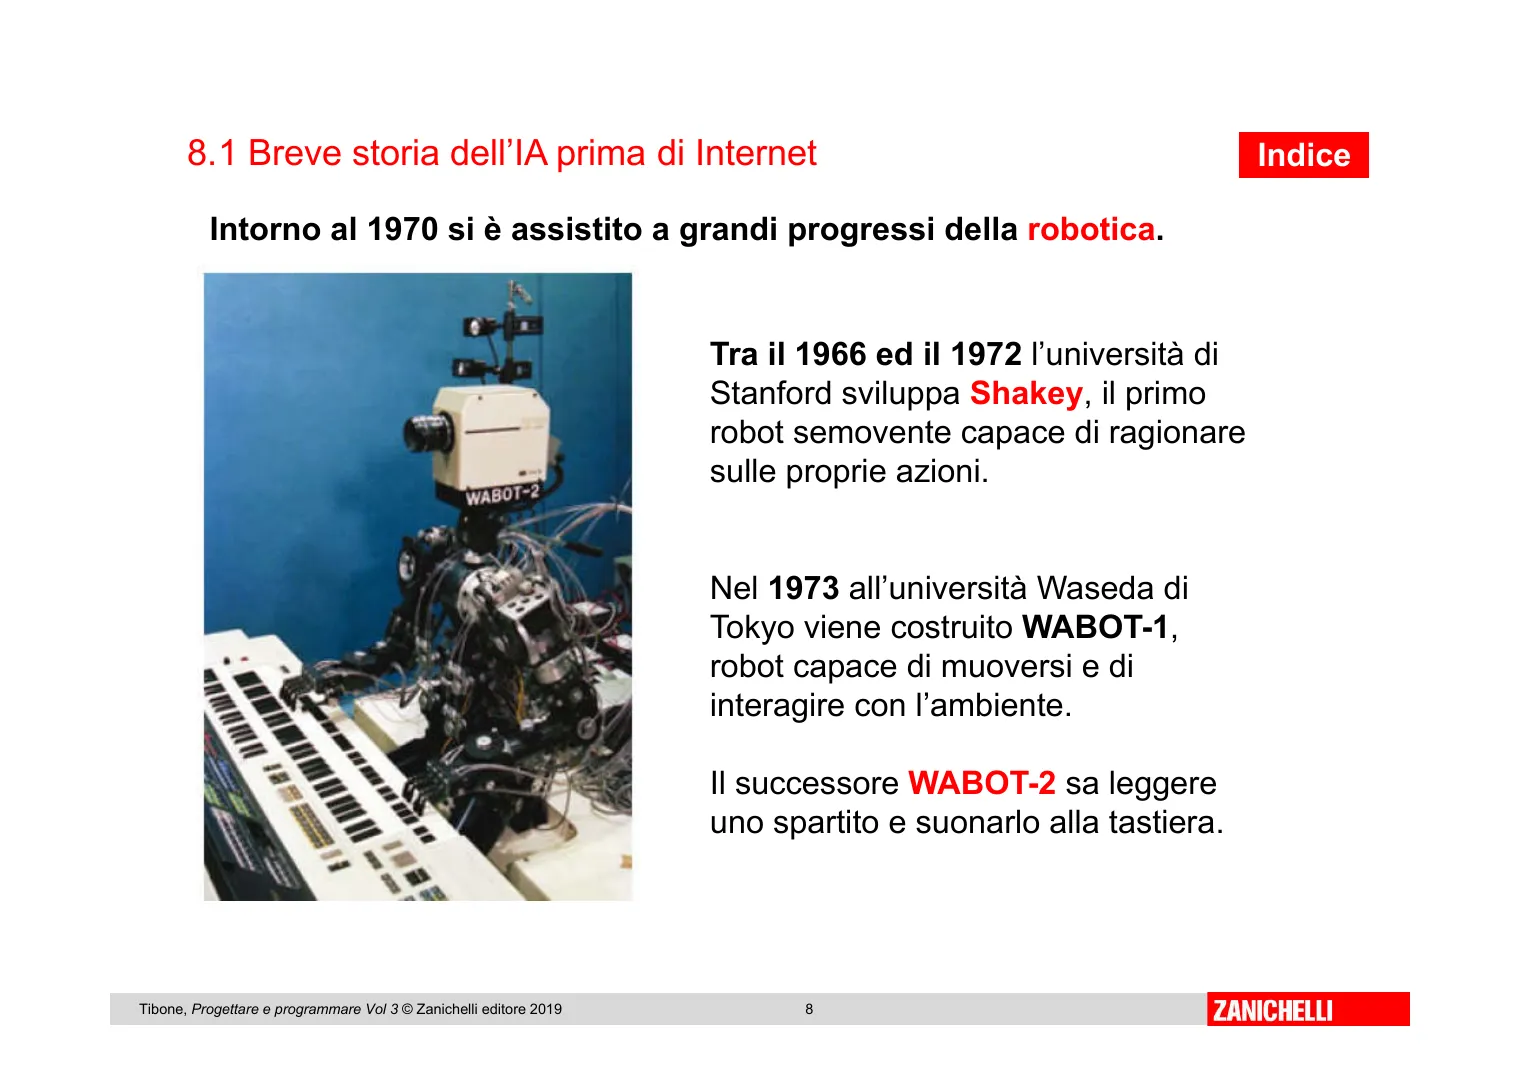 8.1 Breve storia dell’IA prima di Internet
Indice
Intorno al 1970 si è assistito a grandi progressi della robotica.
WABOT-2
Tra il 1966 ed il 1972 l’università di
Stanford sviluppa Shakey, il primo
robot semovente capace di ragionare
sulle proprie azioni.
Nel 1973 all’università Waseda di
Tokyo viene costruito WABOT-1,
robot capace di muoversi e di
interagire con l’ambiente.
Il successore WABOT-2 sa leggere
uno spartito e suonarlo alla tastiera.
Tibone, Progettare e programmare Vol 3 © Zanichelli editore 2019
8
ZANICHELLI